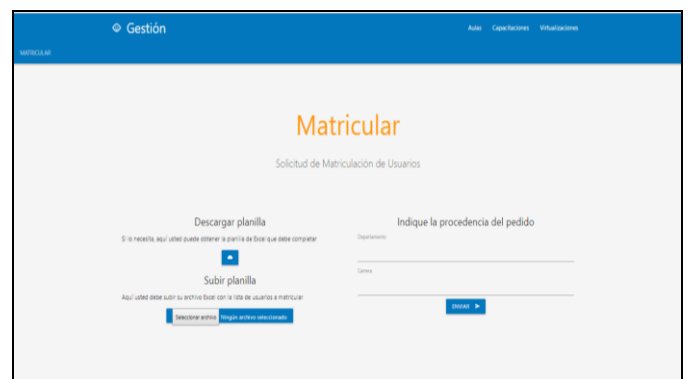 Gestión
Aulas Capacitaciones Virtualizaciones
MATRICULAR
Matricular
Solicitud de Matriculación de Usuarios
Descargar planilla
Si lo necesita, aquí usted puede obtener la planilla de Excel que debe completar
Subir planilla
Aquí usted debe subir su archivo Excel con la lista de usuarios a matricular
Seleccionar archivo Ningún archivo seleccionado
Indique la procedencia del pedido
Departamento
Carrera
ENVIAR